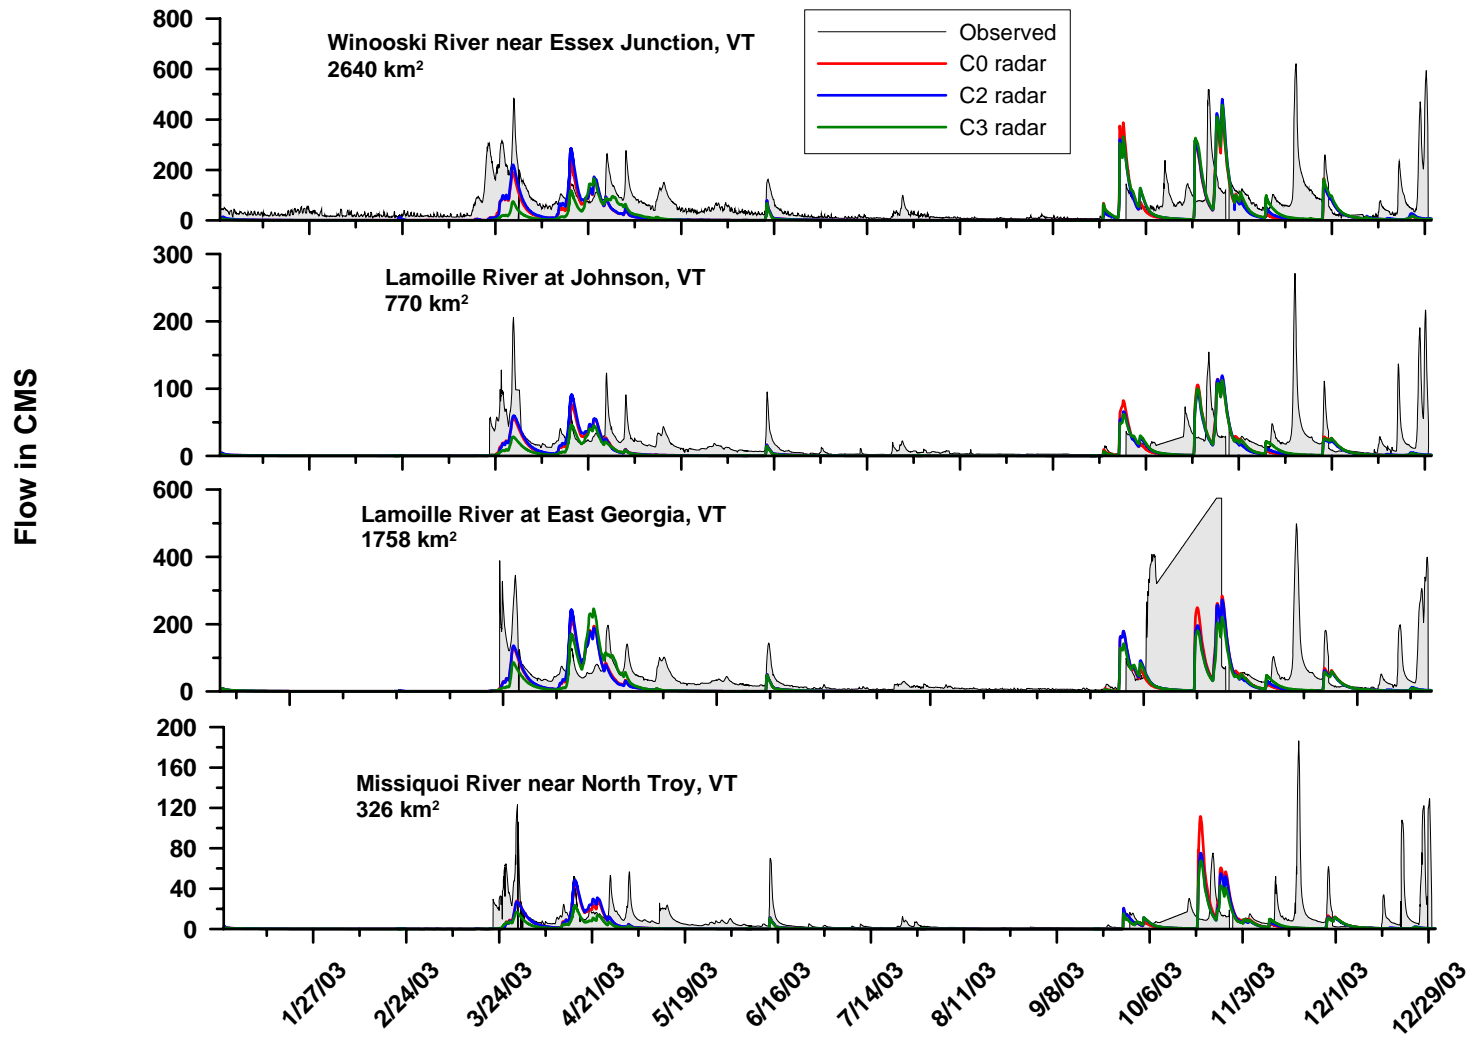 Flow in CMS
800
600
400
200
0
Winooski River near Essex Junction, VT
2640 km²
Observed
C0 radar
C2 radar
C3 radar
300
200
100
0
Lamoille River at Johnson, VT
770 km²
600
400
200
0
Lamoille River at East Georgia, VT
1758 km²
200
160
120
80
40
0
Missiquoi River near North Troy, VT
326 km²
1/27/03
2/24/03
3/24/03
4/21/03
5/19/03
6/16/03
7/14/03
8/11/03
9/8/03
10/6/03
11/3/03
12/1/03
12/29/03